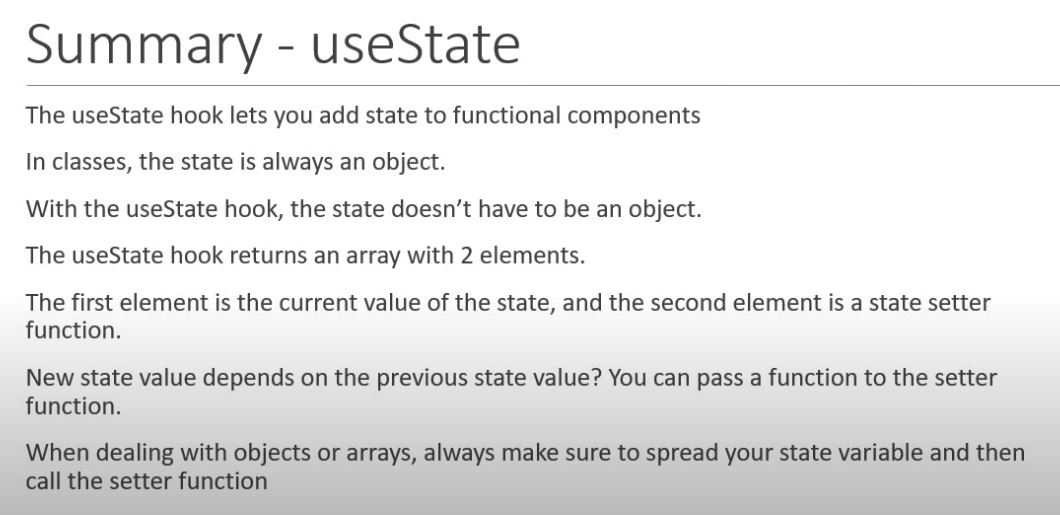 Summary - useState
The useState hook lets you add state to functional components
In classes, the state is always an object.
With the useState hook, the state doesn’t have to be an object.
The useState hook returns an array with 2 elements.
The first element is the current value of the state, and the second element is a state setter
function.
New state value depends on the previous state value? You can pass a function to the setter
function.
When dealing with objects or arrays, always make sure to spread your state variable and then
call the setter function